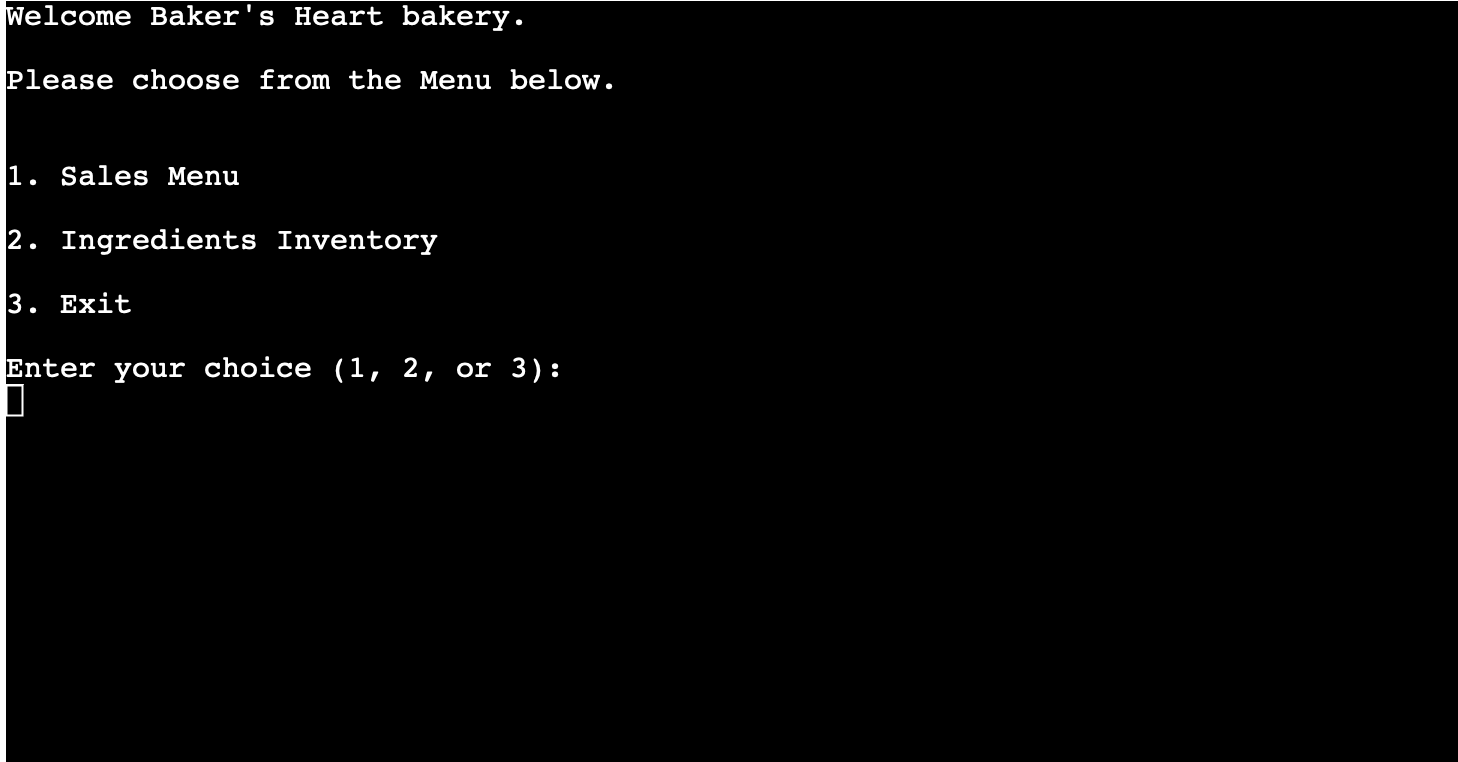 Welcome Baker's Heart bakery.
Please choose from the Menu below.
1. Sales Menu
2. Ingredients Inventory
3. Exit
Enter your choice (1, 2, or 3):